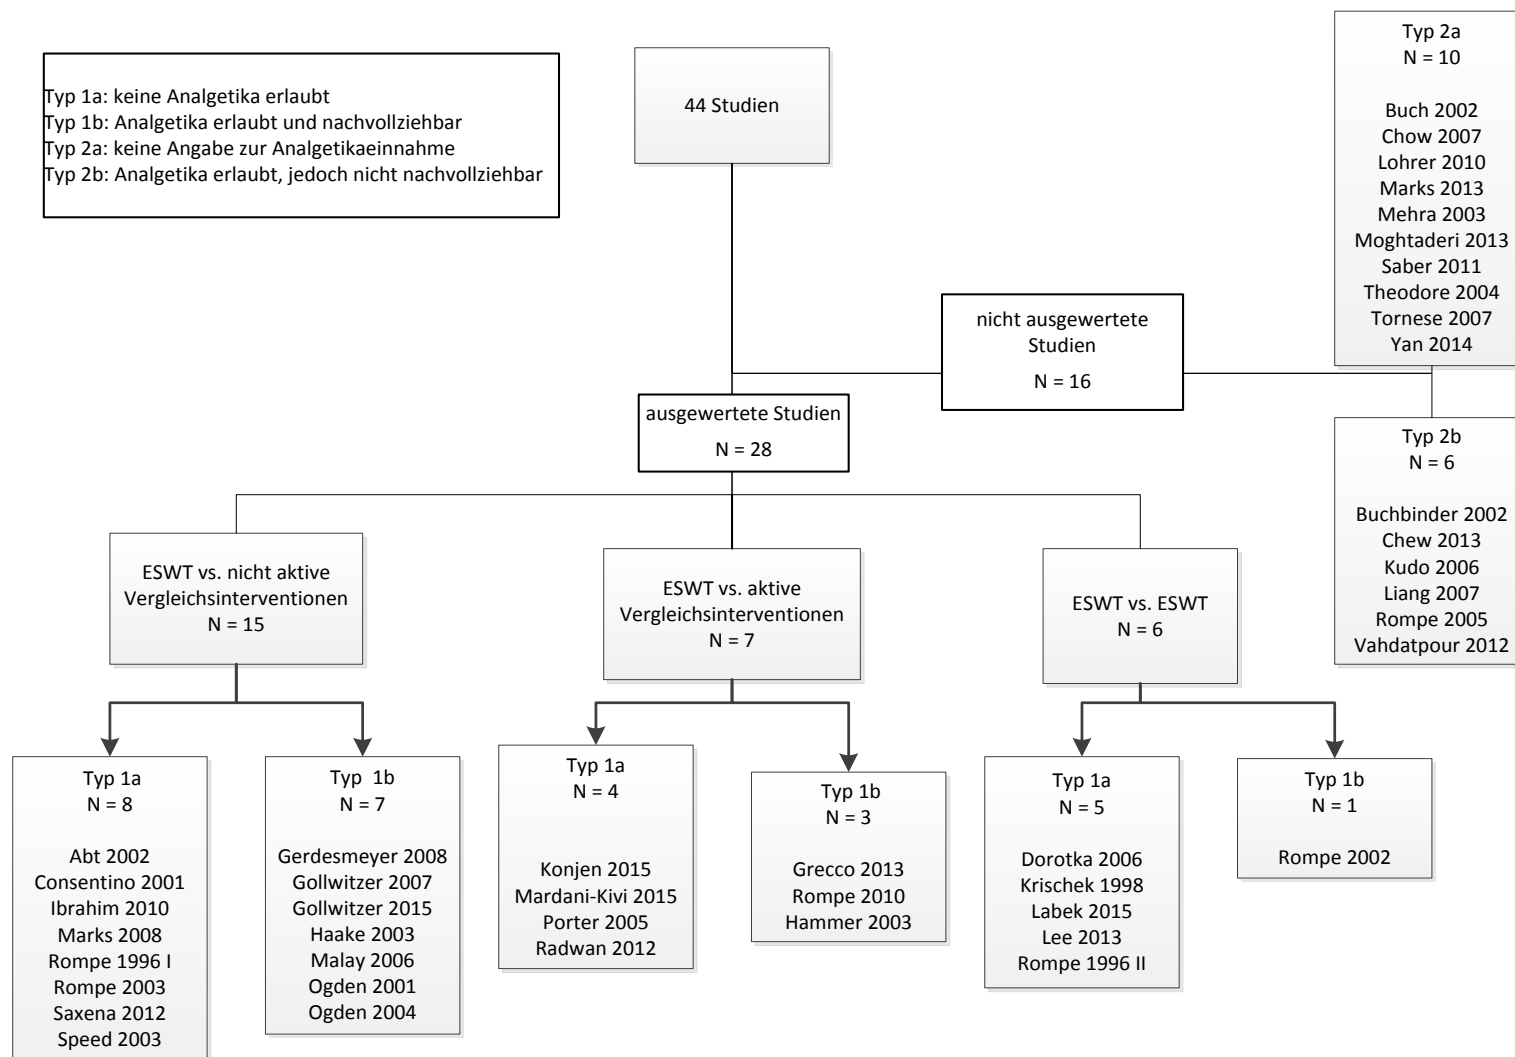 Typ 1a: keine Analgetika erlaubt
Typ 1b: Analgetika erlaubt und nachvollziehbar
Typ 2a: keine Angabe zur Analgetikaeinnahme
Typ 2b: Analgetika erlaubt, jedoch nicht nachvollziehbar
44 Studien
Typ 2a
N = 10
Buch 2002
Chow 2007
Lohrer 2010
Marks 2013
Mehra 2003
Moghtaderi 2013
Saber 2011
Theodore 2004
Tornese 2007
Yan 2014
nicht ausgewertete
Studien
N = 16
ausgewertete Studien
N = 28
Typ 2b
N = 6
Buchbinder 2002
Chew 2013
Kudo 2006
Liang 2007
Rompe 2005
Vahdatpour 2012
ESWT vs. nicht aktive
Vergleichsinterventionen
N = 15
ESWT vs. aktive
Vergleichsinterventionen
N = 7
ESWT vs. ESWT
N = 6
Typ 1a
N = 8
Abt 2002
Consentino 2001
Ibrahim 2010
Marks 2008
Rompe 1996 I
Rompe 2003
Saxena 2012
Speed 2003
Typ 1b
N = 7
Gerdesmeyer 2008
Gollwitzer 2007
Gollwitzer 2015
Haake 2003
Malay 2006
Ogden 2001
Ogden 2004
Typ 1a
N = 4
Konjen 2015
Mardani-Kivi 2015
Porter 2005
Radwan 2012
Typ 1b
N = 3
Grecco 2013
Rompe 2010
Hammer 2003
Typ 1a
N = 5
Dorotka 2006
Krischek 1998
Labek 2015
Lee 2013
Rompe 1996 II
Typ 1b
N = 1
Rompe 2002